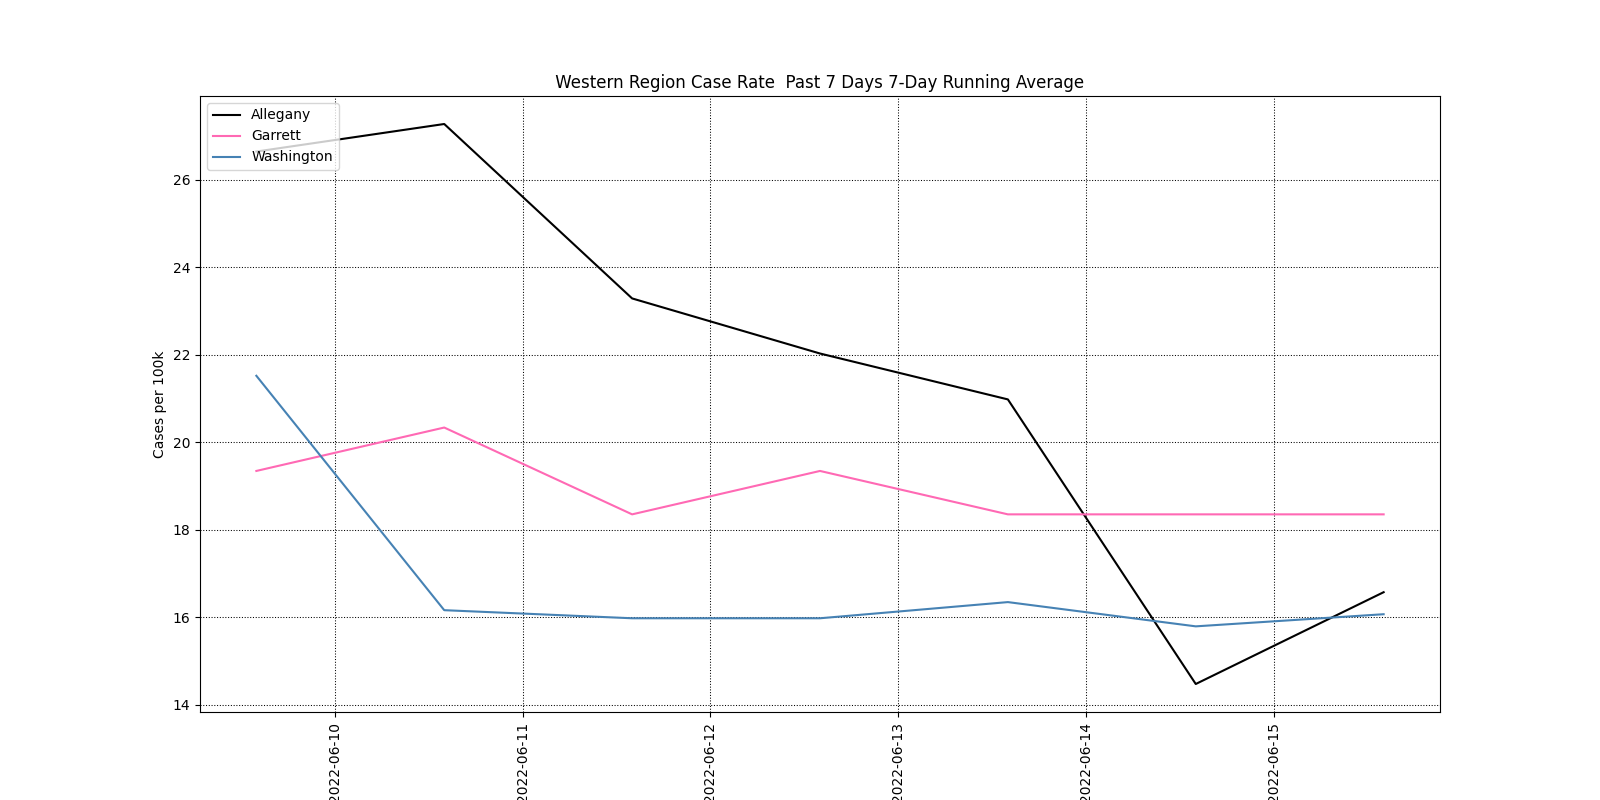 Western Region Case Rate  Past 7 Days 7-Day Running Average
Allegany
Garrett
Washington
Cases per 100k
26
24
22
20
18
16
14
2022-06-10
2022-06-11
2022-06-12
2022-06-13
2022-06-14
2022-06-15